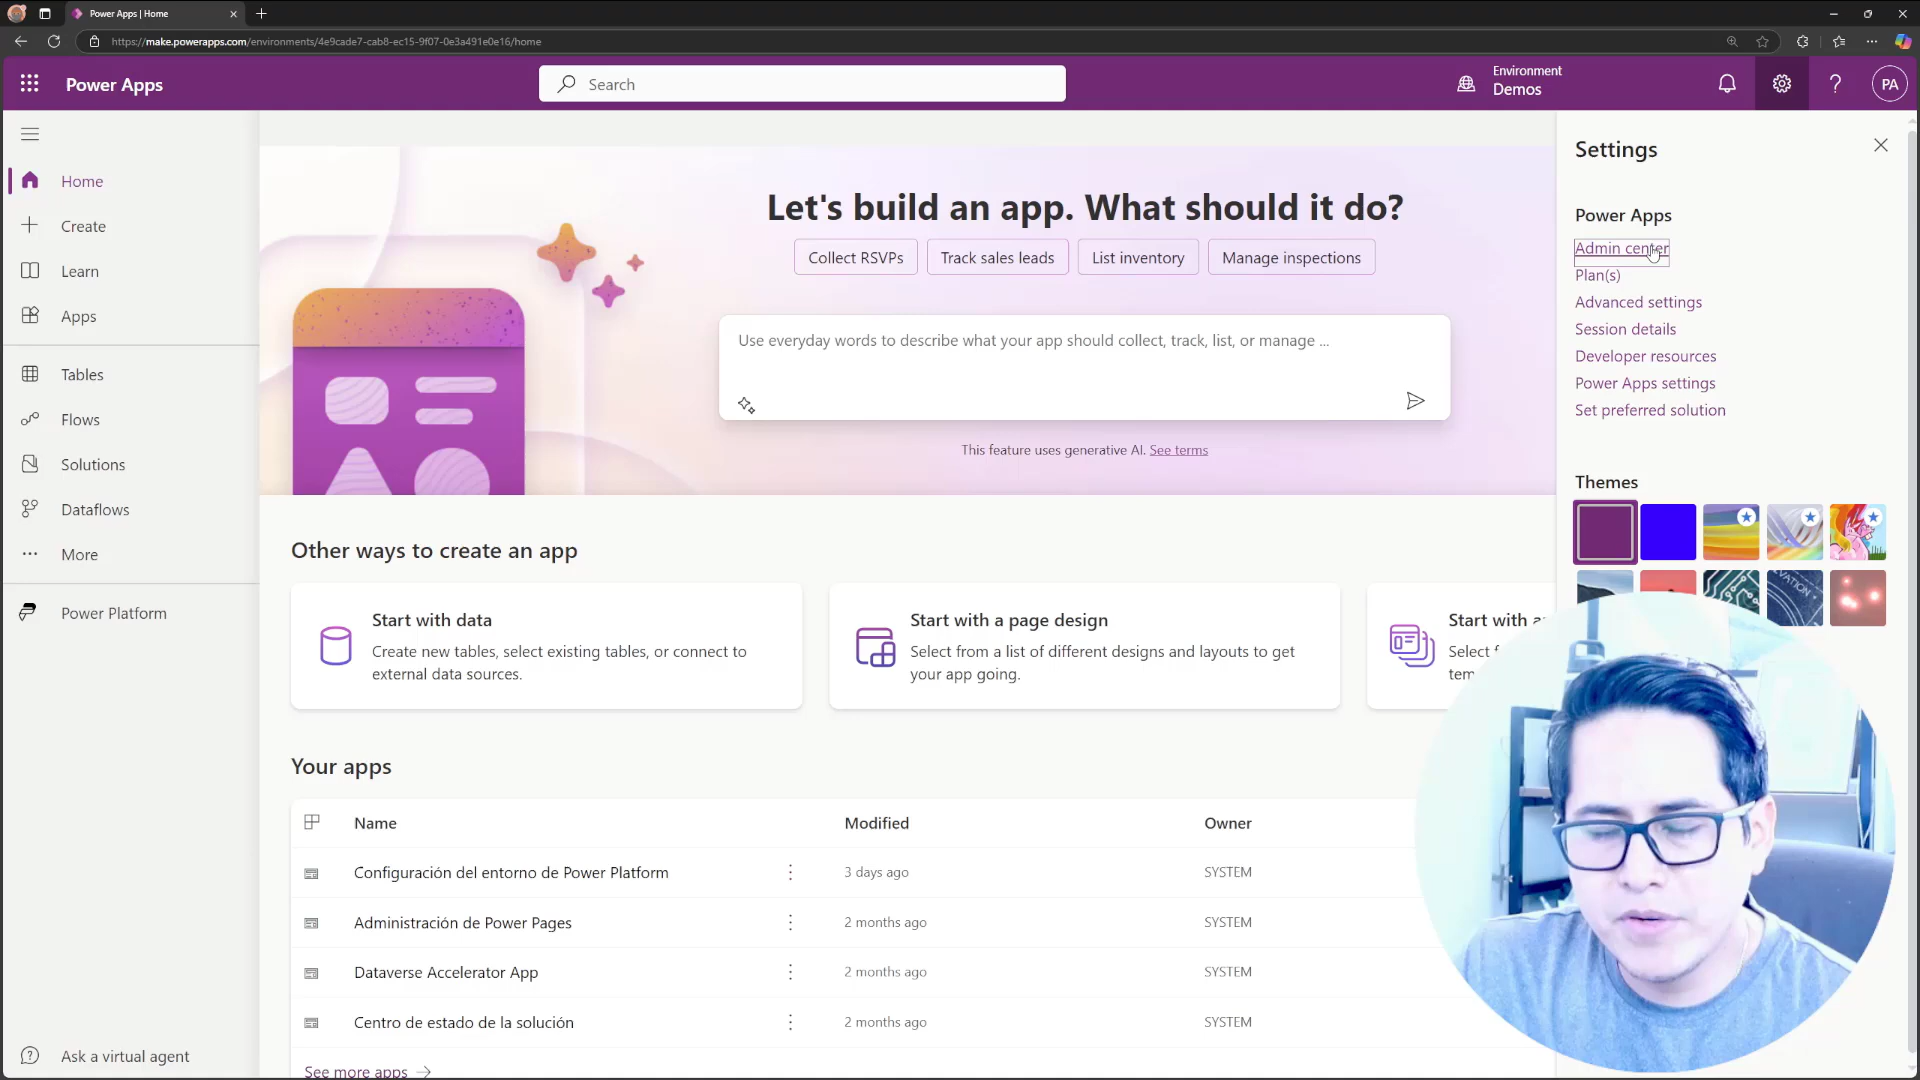 Power Apps | Home
https://make.powerapps.com/environments/4e9cade7-cab8-ec15-9f07-0e3a491e0e16/home
Power Apps
Search
Environment
Demos
PA
Home
Create
Learn
Apps
Tables
Flows
Solutions
Dataflows
More
Power Platform
Ask a virtual agent
Let's build an app. What should it do?
Collect RSVPs
Track sales leads
List inventory
Manage inspections
Use everyday words to describe what your app should collect, track, list, or manage ...
This feature uses generative AI. See terms
Other ways to create an app
Start with data
Create new tables, select existing tables, or connect to
external data sources.
Start with a page design
Select from a list of different designs and layouts to get
your app going.
Start with
Select
Your apps
Name Modified Owner
Configuración del entorno de Power Platform 3 days ago SYSTEM
Administración de Power Pages 2 months ago SYSTEM
Dataverse Accelerator App 2 months ago SYSTEM
Centro de estado de la solución 2 months ago SYSTEM
See more apps
Settings
Power Apps
Admin center
Plan(s)
Advanced settings
Session details
Developer resources
Power Apps settings
Set preferred solution
Themes